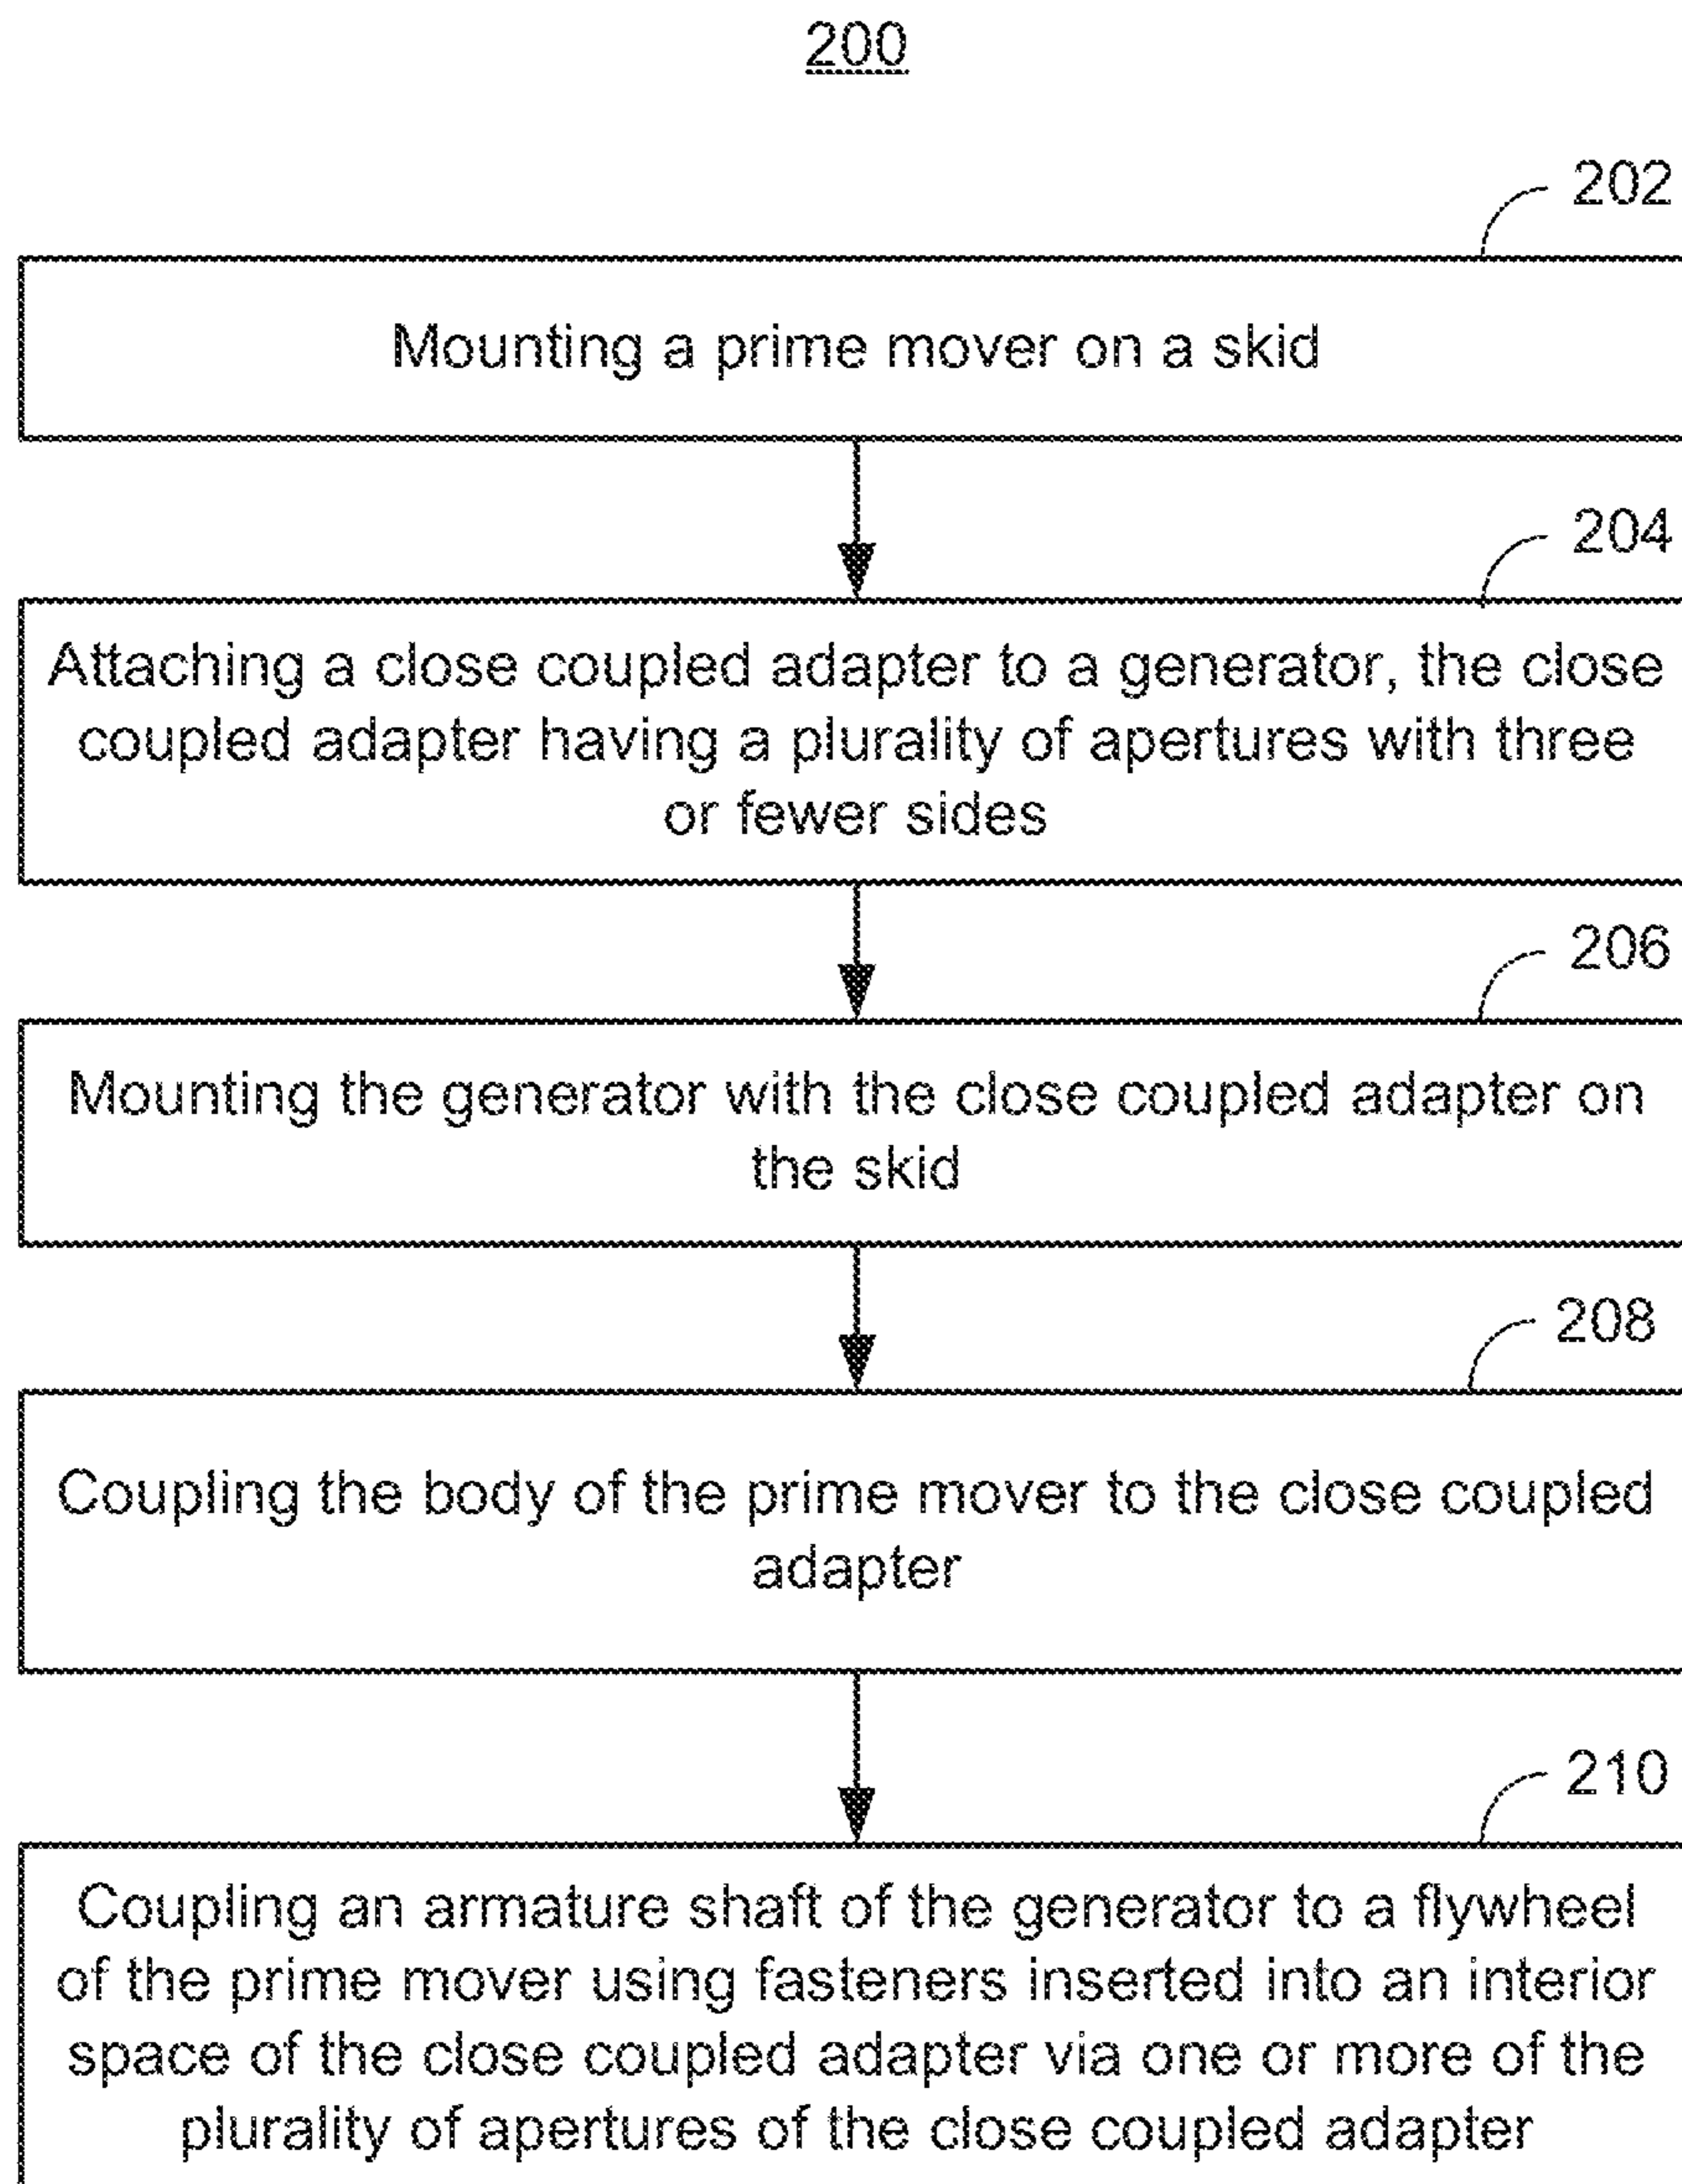 200
202
Mounting a prime mover on a skid
204
Attaching a close coupled adapter to a generator, the close
coupled adapter having a plurality of apertures with three
or fewer sides
206
Mounting the generator with the close coupled adapter on
the skid
208
Coupling the body of the prime mover to the close coupled
adapter
210
Coupling an armature shaft of the generator to a flywheel
of the prime mover using fasteners inserted into an interior
space of the close coupled adapter via one or more of the
plurality of apertures of the close coupled adapter